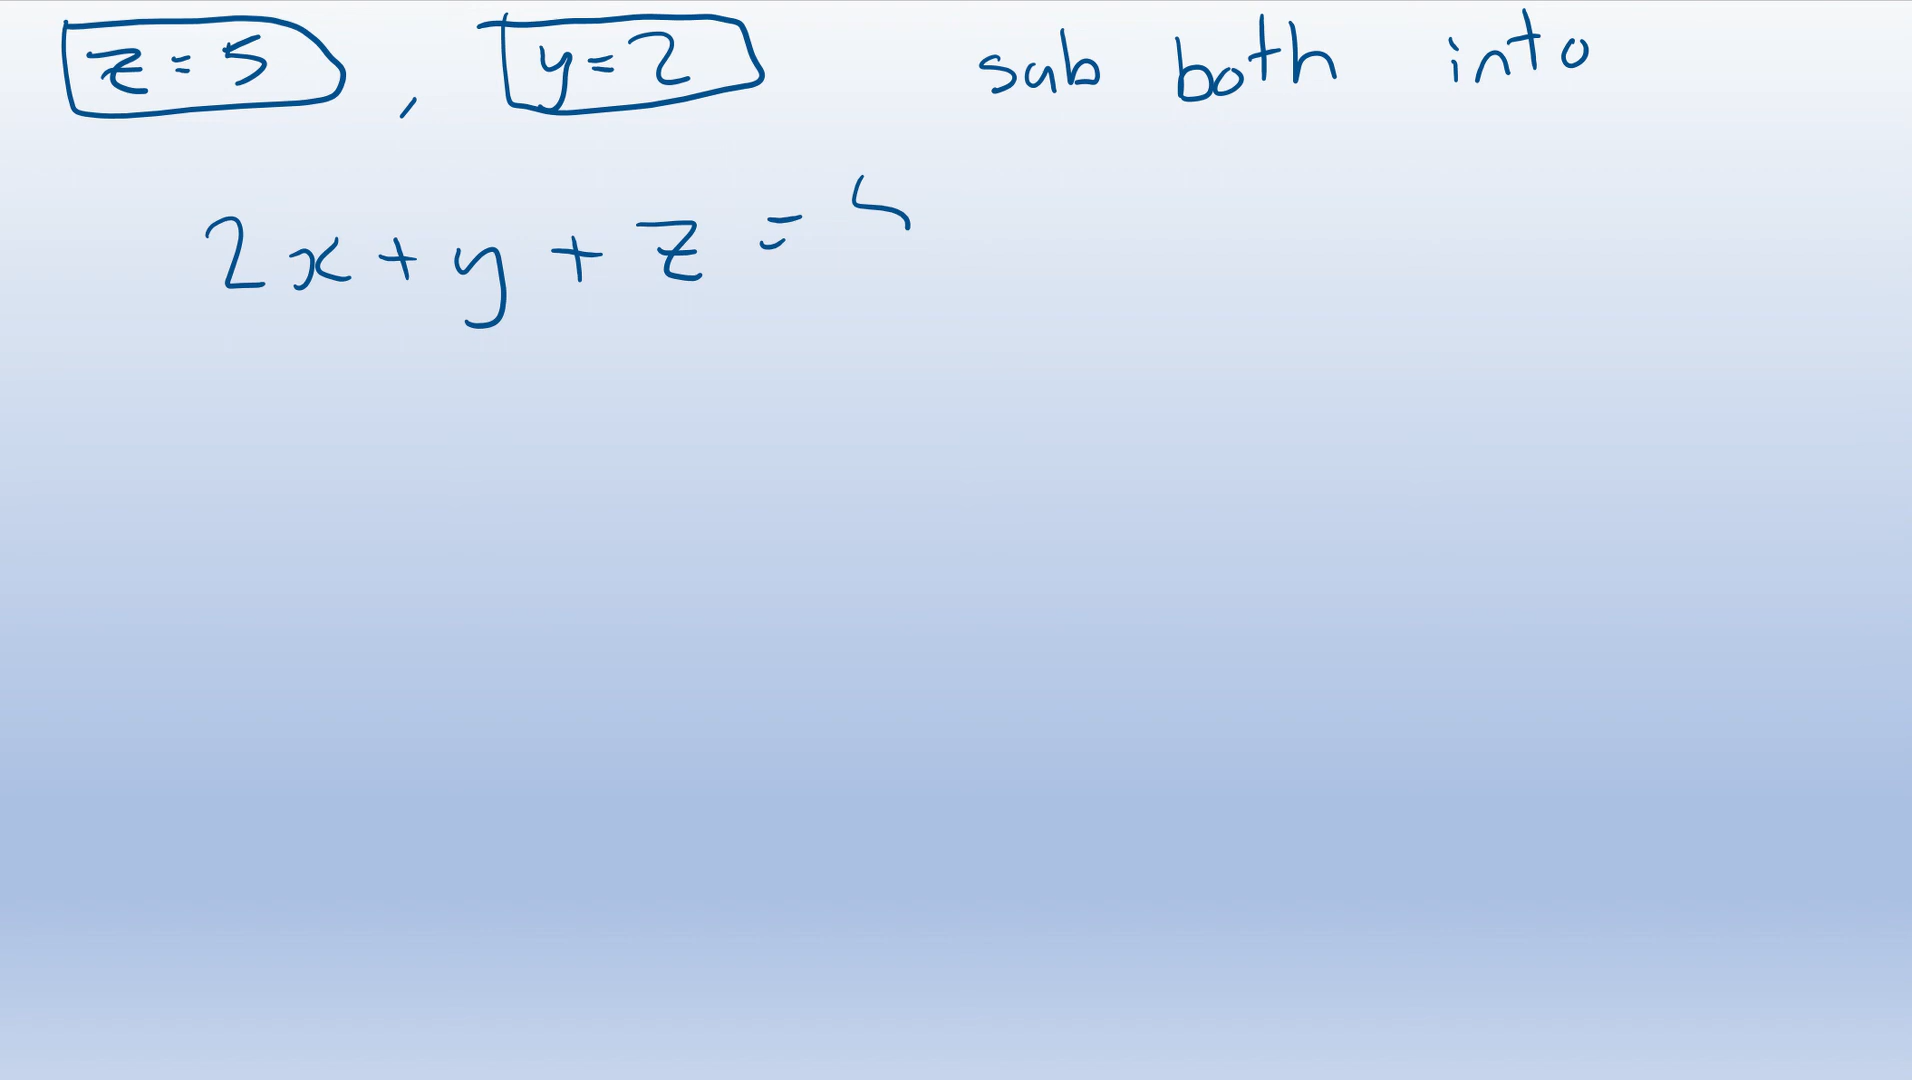 z = 5 , y = 2 sub both into
2x + y + z =